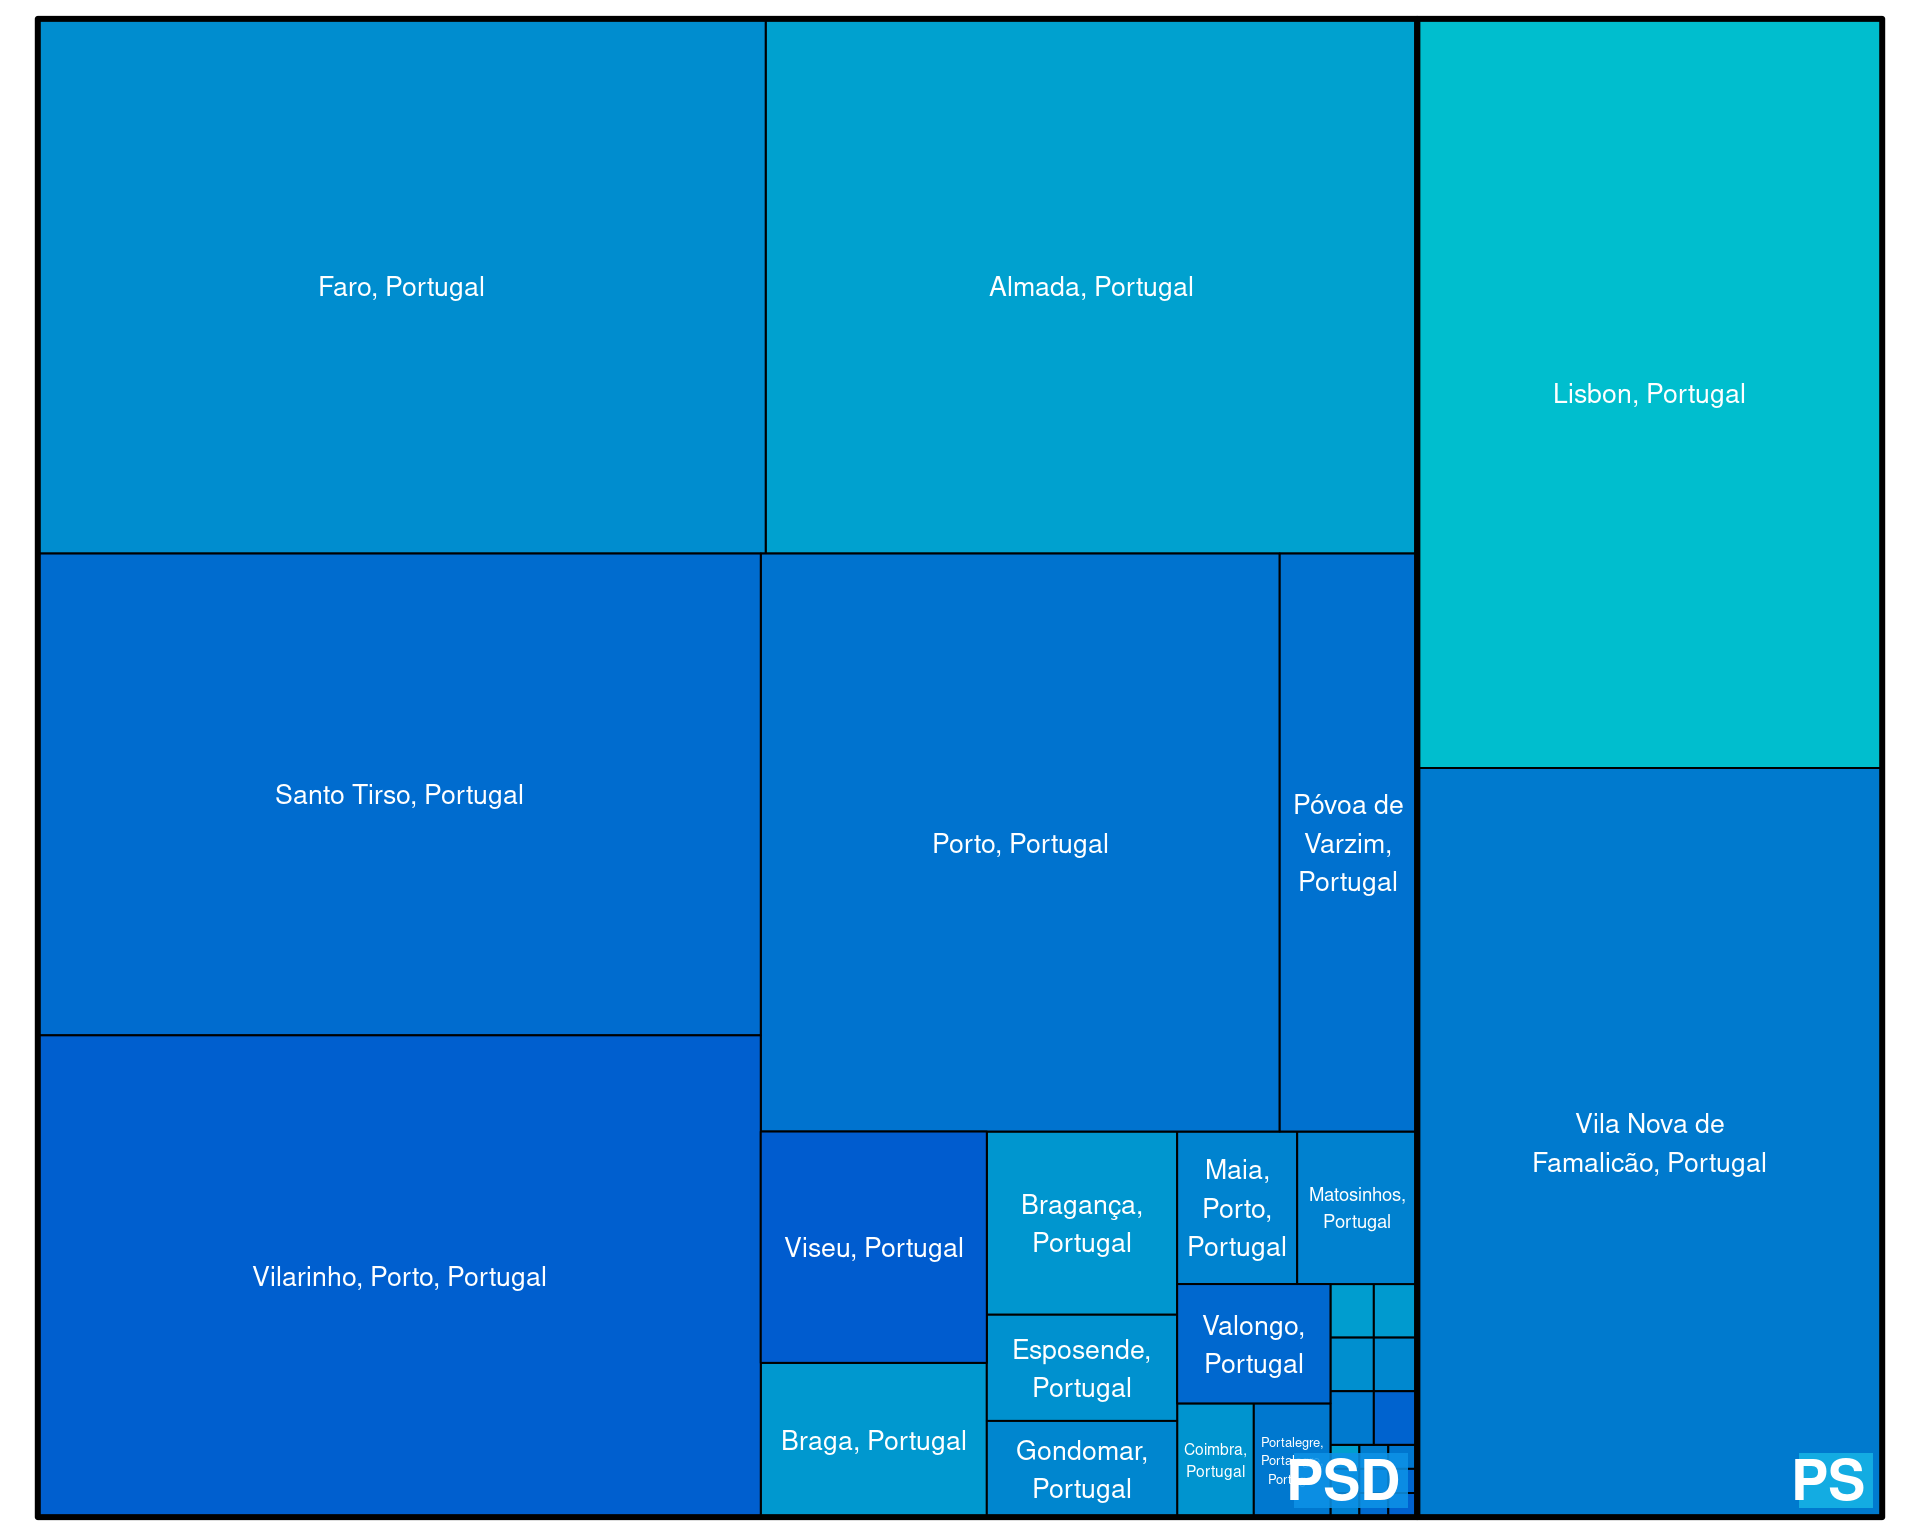 Faro, Portugal
Almada, Portugal
Lisbon, Portugal
Santo Tirso, Portugal
Porto, Portugal
Póvoa de
Varzim,
Portugal
Vila Nova de
Famalicão, Portugal
Vilarinho, Porto, Portugal
Viseu, Portugal
Bragança,
Portugal
Maia,
Porto,
Portugal
Matosinhos,
Portugal
Esposende,
Portugal
Valongo,
Portugal
Braga, Portugal
Gondomar,
Portugal
Coimbra,
Portugal
Portalegre,
PSD
PS